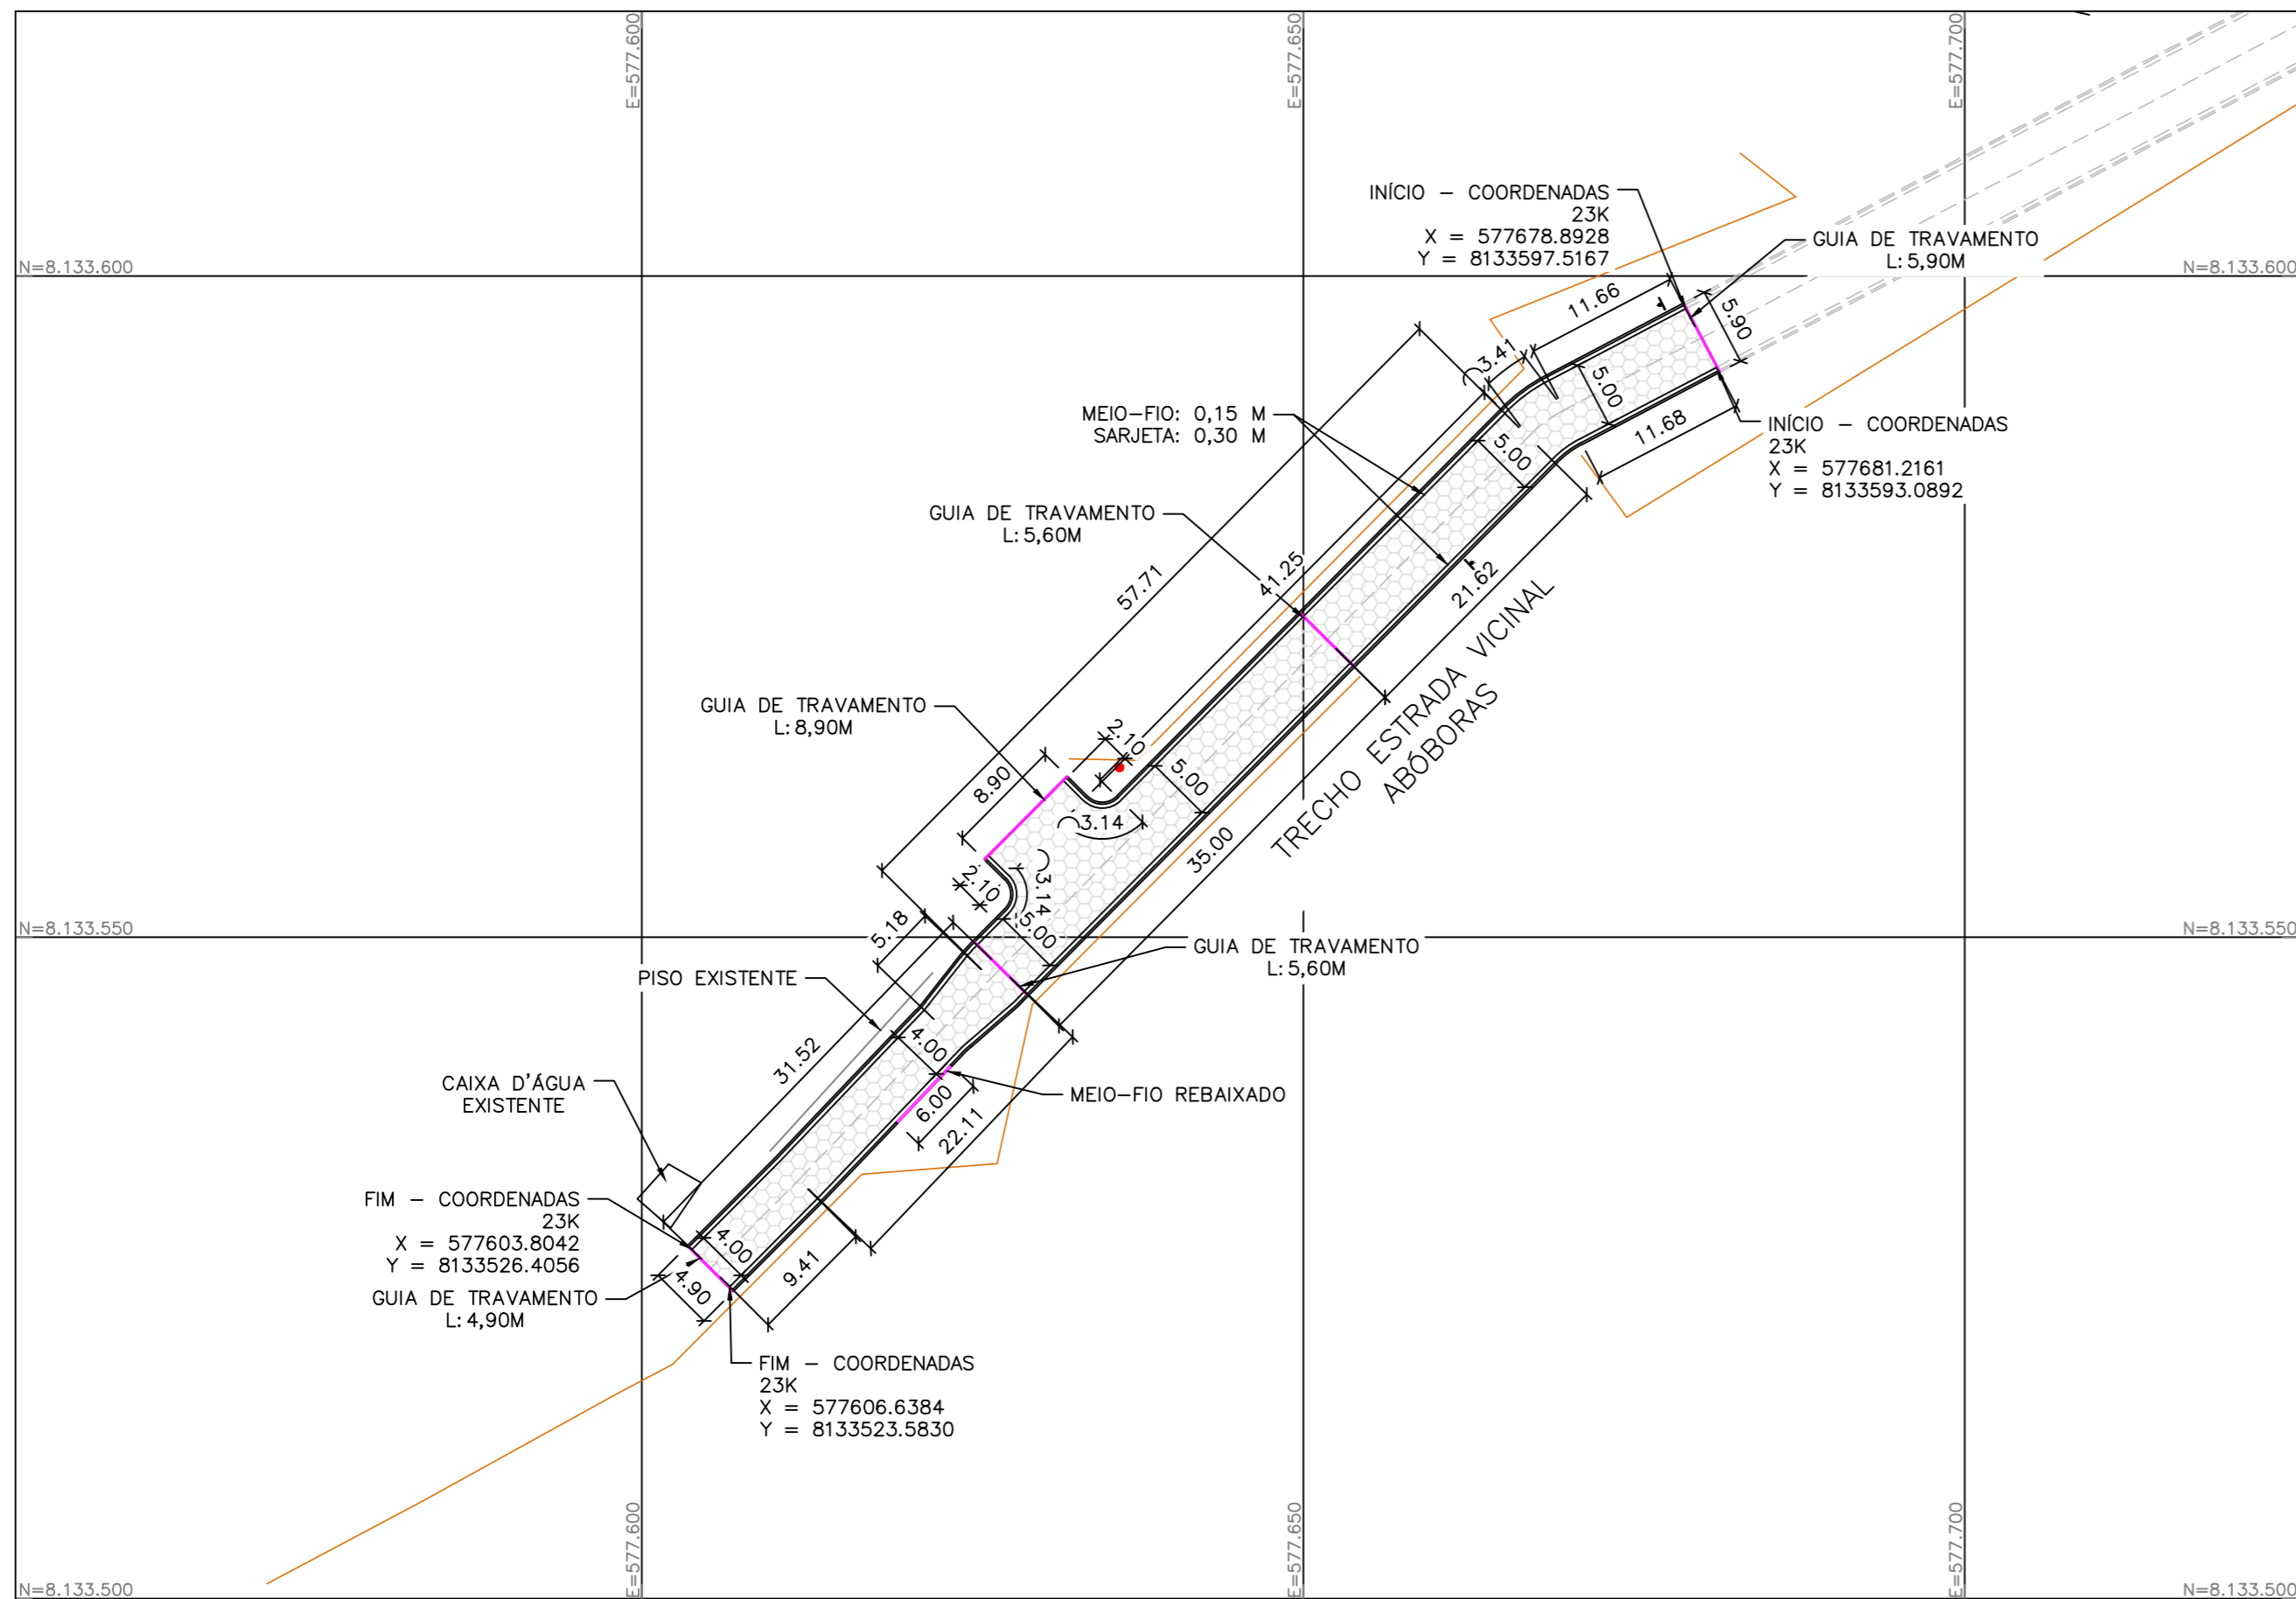 E=577.600
E=577.650
E=577.700
INÍCIO – COORDENADAS
23K
X = 577678.8928
Y = 8133597.5167
GUIA DE TRAVAMENTO
L: 5,90M
N=8.133.600
N=8.133.600
11.66
5.90
3.41
5.00
MEIO-FIO: 0,15 M
SARJETA: 0,30 M
11.68
INÍCIO – COORDENADAS
23K
X = 577681.2161
Y = 8133593.0892
5.00
GUIA DE TRAVAMENTO
L: 5,60M
57.71
41.25
21.62
TRECHO ESTRADA VICINAL
ABÓBORAS
GUIA DE TRAVAMENTO
L: 8,90M
2.10
8.90
5.00
3.14
35.00
2.10
3.14
5.00
5.18
N=8.133.550
N=8.133.550
GUIA DE TRAVAMENTO
L: 5,60M
PISO EXISTENTE
4.00
31.52
CAIXA D'ÁGUA
EXISTENTE
MEIO-FIO REBAIXADO
6.00
22.11
FIM – COORDENADAS
23K
X = 577603.8042
Y = 8133526.4056
4.00
9.41
4.90
GUIA DE TRAVAMENTO
L: 4,90M
FIM – COORDENADAS
23K
X = 577606.6384
Y = 8133523.5830
E=577.600
E=577.650
E=577.700
N=8.133.500
N=8.133.500